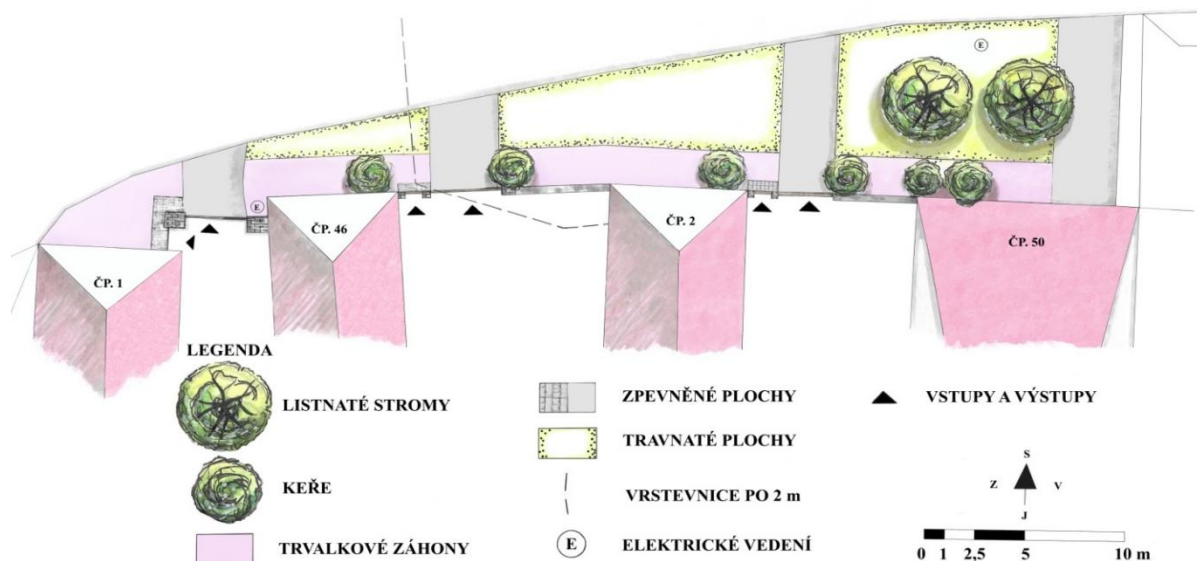 E
E
ČP. 1
ČP. 46
ČP. 2
ČP. 50
LEGENDA
LISTNATÉ STROMY
KEŘE
TRVALKOVÉ ZÁHONY
ZPEVNĚNÉ PLOCHY
TRAVNATÉ PLOCHY
VRSTEVNICE PO 2 m
E ELEKTRICKÉ VEDENÍ
VSTUPY A VÝSTUPY
S
Z V
J
0 1 2,5 5 10 m